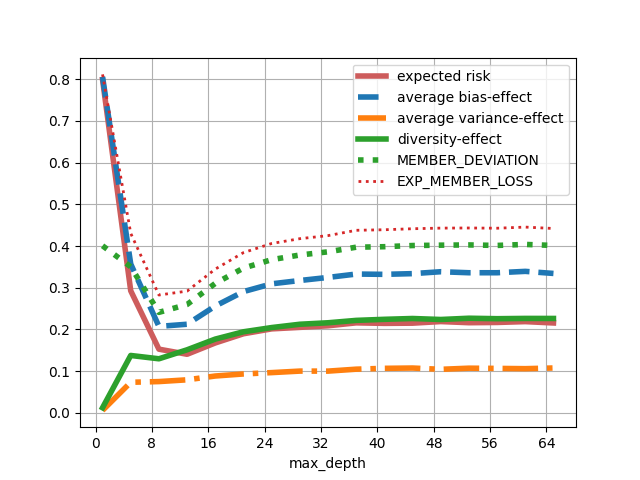 expected risk
average bias-effect
average variance-effect
diversity-effect
MEMBER_DEVIATION
EXP_MEMBER_LOSS
0.8
0.7
0.6
0.5
0.4
0.3
0.2
0.1
0.0
0 8 16 24 32 40 48 56 64
max_depth